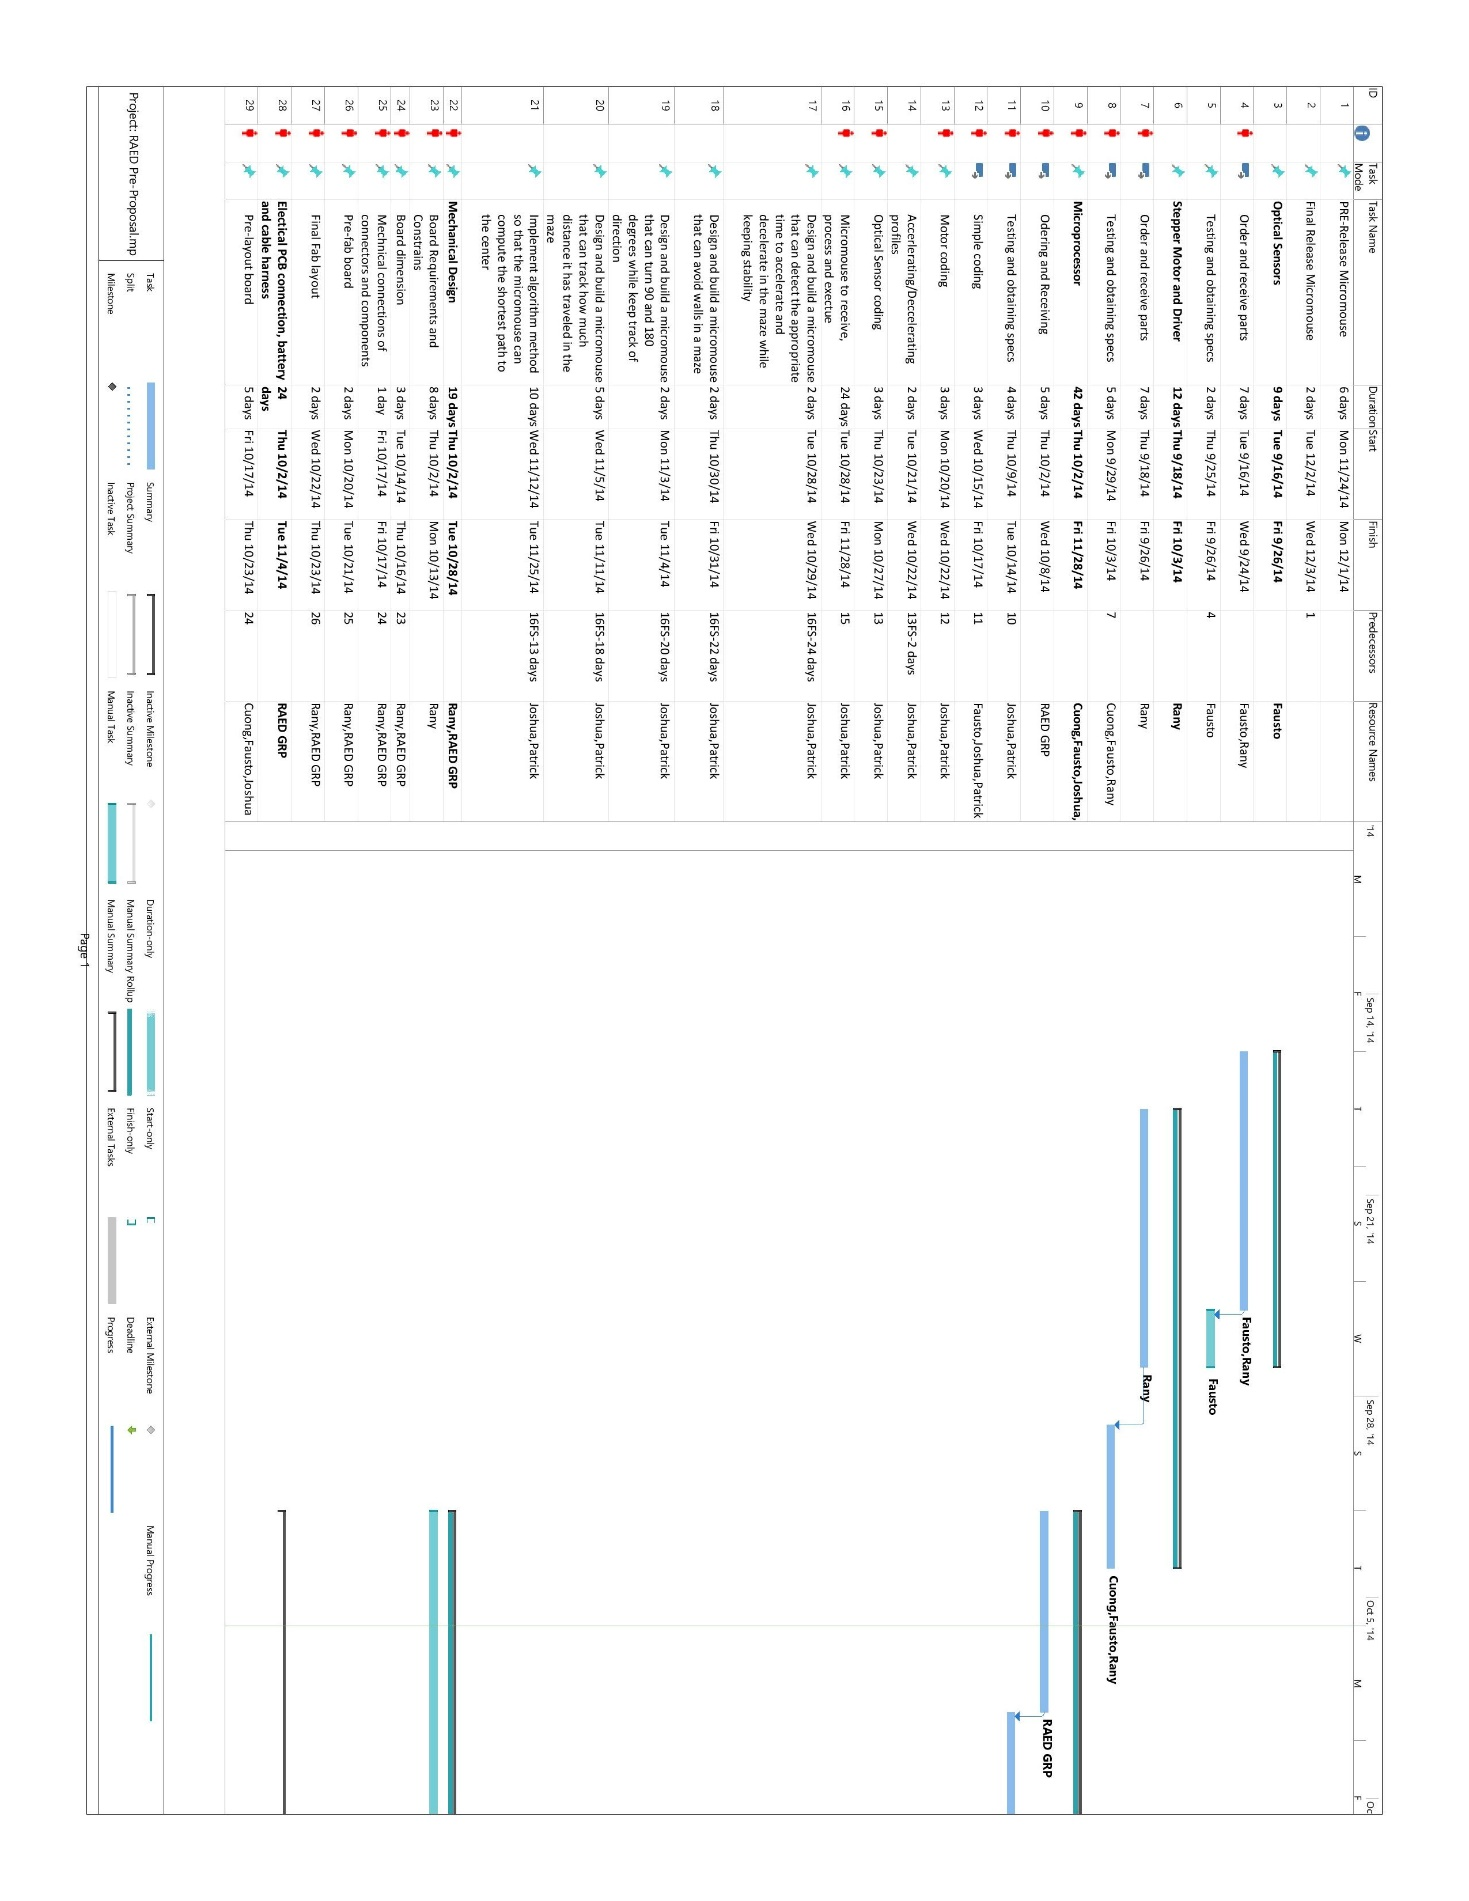 ID Task Mode Task Name Duration Start Finish Predecessors Resource Names
'14 Sep 14, '14 Sep 21, '14 Sep 28, '14 Oct 5, '14 Oc
M F T S W S T M F
1 PRE-Release Micromouse 6 days Mon 11/24/14 Mon 12/1/14
2 Final Release Micromouse 2 days Tue 12/2/14 Wed 12/3/14 1
3 Optical Sensors 9 days Tue 9/16/14 Fri 9/26/14 Fausto
4 Order and receive parts 7 days Tue 9/16/14 Wed 9/24/14 Fausto,Rany Fausto,Rany
5 Testing and obtaining specs 2 days Thu 9/25/14 Fri 9/26/14 4 Fausto Fausto
6 Stepper Motor and Driver 12 days Thu 9/18/14 Fri 10/3/14 Rany
7 Order and receive parts 7 days Thu 9/18/14 Fri 9/26/14 Rany Rany
8 Testing and obtaining specs 5 days Mon 9/29/14 Fri 10/3/14 7 Cuong,Fausto,Rany Cuong,Fausto,Rany
9 Microprocessor 42 days Thu 10/2/14 Fri 11/28/14 Cuong,Fausto,Joshua,
10 Odering and Receiving 5 days Thu 10/2/14 Wed 10/8/14 RAED GRP RAED GRP
11 Testing and obtaining specs 4 days Thu 10/9/14 Tue 10/14/14 10 Joshua,Patrick
12 Simple coding 3 days Wed 10/15/14 Fri 10/17/14 11 Fausto,Joshua,Patrick
13 Motor coding 3 days Mon 10/20/14 Wed 10/22/14 12 Joshua,Patrick
14 Accerlerating/Deccelerating 2 days Tue 10/21/14 Wed 10/22/14 13FS-2 days Joshua,Patrick
profiles
15 Optical Sensor coding 3 days Thu 10/23/14 Mon 10/27/14 13 Joshua,Patrick
16 Micromouse to receive, 24 days Tue 10/28/14 Fri 11/28/14 15 Joshua,Patrick
process and exectue
17 Design and build a micromouse 2 days Tue 10/28/14 Wed 10/29/14 16FS-24 days Joshua,Patrick
that can detect the appropriate
time to accelerate and
decelerate in the maze while
keeping stability
18 Design and build a micromouse 2 days Thu 10/30/14 Fri 10/31/14 16FS-22 days Joshua,Patrick
that can avoid walls in a maze
19 Design and build a micromouse 2 days Mon 11/3/14 Tue 11/4/14 16FS-20 days Joshua,Patrick
that can turn 90 and 180
degrees while keep track of
direction
20 Design and build a micromouse 5 days Wed 11/5/14 Tue 11/11/14 16FS-18 days Joshua,Patrick
that can track how much
distance it has traveled in the
maze
21 Implement algorithm method 10 days Wed 11/12/14 Tue 11/25/14 16FS-13 days Joshua,Patrick
so that the micromouse can
compute the shortest path to
the center
22 Mechanical Design 19 days Thu 10/2/14 Tue 10/28/14 Rany,RAED GRP
23 Board Requirements and 8 days Thu 10/2/14 Mon 10/13/14 Rany
Constrains
24 Board dimension 3 days Tue 10/14/14 Thu 10/16/14 23 Rany,RAED GRP
25 Mechnical connections of 1 day Fri 10/17/14 Fri 10/17/14 24 Rany,RAED GRP
connectors and components
26 Pre-fab board 2 days Mon 10/20/14 Tue 10/21/14 25 Rany,RAED GRP
27 Final Fab layout 2 days Wed 10/22/14 Thu 10/23/14 26 Rany,RAED GRP
28 Electical PCB connection, battery 24 Thu 10/2/14 Tue 11/4/14 RAED GRP
and cable harness days
29 Pre-layout board 5 days Fri 10/17/14 Thu 10/23/14 24 Cuong,Fausto,Joshua
Project: RAED Pre-Proposal.mp
Task Summary Inactive Milestone Duration-only Start-only External Milestone Manual Progress
Split Project Summary Inactive Summary Manual Summary Rollup Finish-only Deadline
Milestone Inactive Task Manual Task Manual Summary External Tasks Progress
Page 1